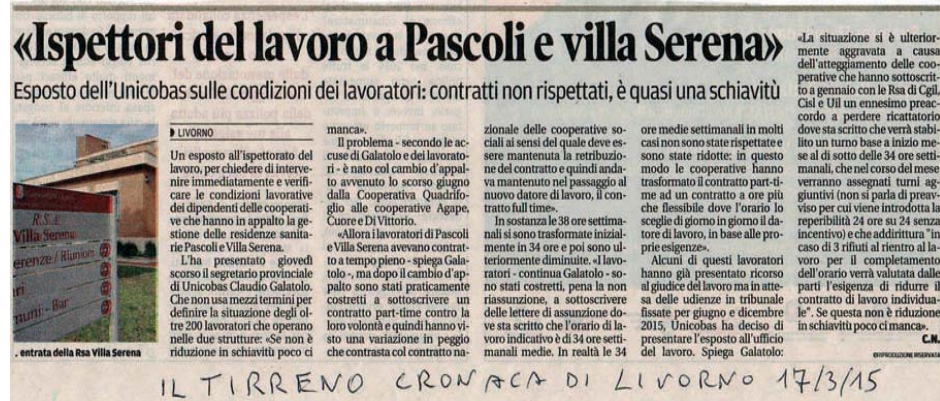 «Ispettori del lavoro a Pascoli e villa Serena»
Esposto dell'Unicobas sulle condizioni dei lavoratori: contratti non rispettati, è quasi una schiavitù
R.S.A.
Villa Serena
erenze / Riunioni
muni - Bar
. entrata della Rsa Villa Serena
LIVORNO
Un esposto all'ispettorato del
lavoro, per chiedere di interve-
nire immediatamente e verifi-
care le condizioni lavorative
dei dipendenti delle cooperati-
ve che hanno in appalto la ge-
stione delle residenze sanita-
rie Pascoli e Villa Serena.
L'ha presentato giovedì
scorso il segretario provinciale
di Unicobas Claudio Galatolo.
Che non usa mezzi termini per
definire la situazione degli ol-
tre 200 lavoratori che operano
nelle due strutture: «Se non è
riduzione in schiavitù poco ci
manca».
Il problema - secondo le ac-
cuse di Galatolo e dei lavorato-
ri - è nato col cambio d'appal-
to avvenuto lo scorso giugno
dalla Cooperativa Quadrifo-
glio alle cooperative Agape,
Cuore e Di Vittorio.
«Allora i lavoratori di Pascoli
e Villa Serena avevano contrat-
to a tempo pieno - spiega Gala-
tolo -, ma dopo il cambio d'ap-
palto sono stati praticamente
costretti a sottoscrivere un
contratto part-time contro la
loro volontà e quindi hanno vi-
sto una variazione in peggio
che contrasta col contratto na-
zionale delle cooperative so-
ciali ai sensi del quale deve es-
sere mantenuta la retribuzio-
ne del contratto e quindi anda-
va mantenuto nel passaggio al
nuovo datore di lavoro, il con-
tratto full time».
In sostanza le 38 ore settima-
nali si sono trasformate inizial-
mente in 34 ore e poi sono ul-
teriormente diminuite. «I lavo-
ratori - continua Galatolo - so-
no stati costretti, pena la non
riassunzione, a sottoscrivere
delle lettere di assunzione do-
ve sta scritto che l'orario di la-
voro indicativo è di 34 ore setti-
manali medie. In realtà le 34
ore medie settimanali in molti
casi non sono state rispettate e
sono state ridotte: in questo
modo le cooperative hanno
trasformato il contratto part-ti-
me ad un contratto a ore più
che flessibile dove l'orario lo
sceglie di giorno in giorno il da-
tore di lavoro, in base alle pro-
prie esigenze».
Alcuni di questi lavoratori
hanno già presentato ricorso
al giudice del lavoro ma in atte-
sa delle udienze in tribunale
fissate per giugno e dicembre
2015, Unicobas ha deciso di
presentare l'esposto all'ufficio
del lavoro. Spiega Galatolo:
«La situazione si è ulterior-
mente aggravata a causa
dell'atteggiamento delle coo-
perative che hanno sottoscrit-
to a gennaio con le Rsa di Cgil,
Cisl e Uil un ennesimo preac-
cordo a perdere ricattatorio
dove sta scritto che verrà stabi-
lito un turno base a inizio me-
se al di sotto delle 34 ore setti-
manali, che nel corso del mese
verranno assegnati turni ag-
giuntivi (non si parla di preav-
viso per cui viene introdotta la
reperibilità 24 ore su 24 senza
incentivo) e che addirittura "in
caso di 3 rifiuti al rientro al la-
voro per il completamento
dell'orario verrà valutata dalle
parti l'esigenza di ridurre il
contratto di lavoro individua-
le". Se questa non è riduzione
in schiavitù poco ci manca».
C.N.
©RIPRODUZIONE RISERVATA
IL TIRRENO CRONACA DI LIVORNO 17/3/15